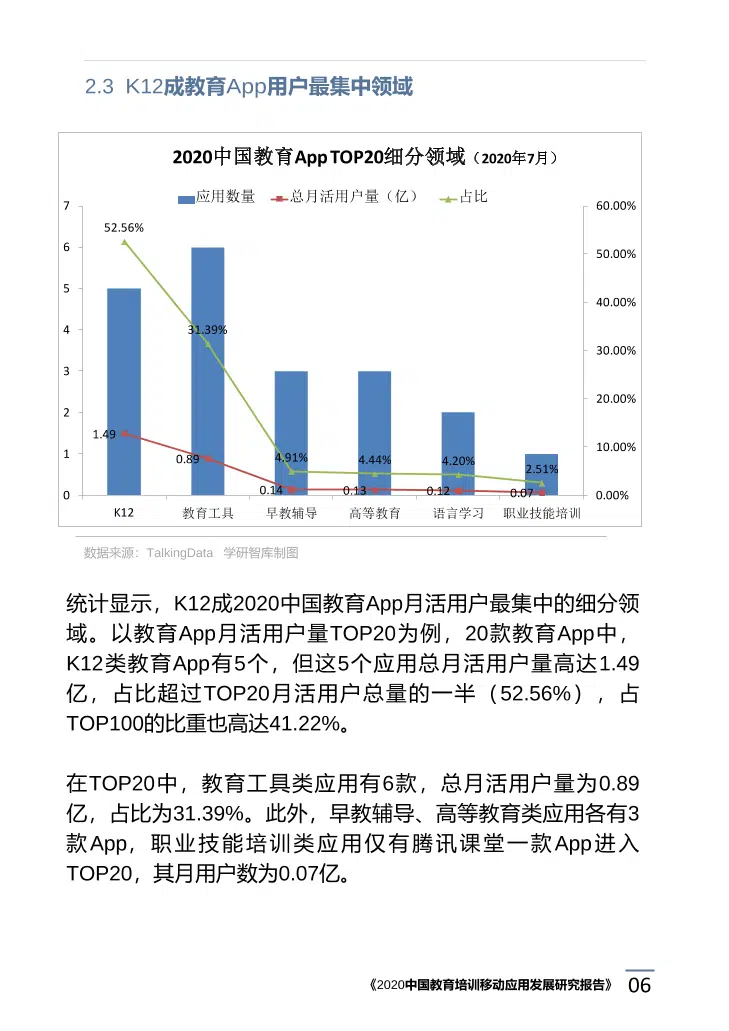 2.3 K12成教育App用户最集中领域
2020中国教育App TOP20细分领域（2020年7月）
应用数量 总月活用户量（亿） 占比
7 60.00%
52.56%
6 50.00%
5 40.00%
4 31.39% 30.00%
3
2 20.00%
1.49
1 0.89 4.91% 4.44% 4.20% 2.51% 10.00%
0 0.14 0.13 0.12 0.07 0.00%
K12 教育工具 早教辅导 高等教育 语言学习 职业技能培训
数据来源：TalkingData 学研智库制图
统计显示，K12成2020中国教育App月活用户最集中的细分领
域。以教育App月活用户量TOP20为例，20款教育App中，
K12类教育App有5个，但这5个应用总月活用户量高达1.49
亿，占比超过TOP20月活用户总量的一半（52.56%），占
TOP100的比重也高达41.22%。
在TOP20中，教育工具类应用有6款，总月活用户量为0.89
亿，占比为31.39%。此外，早教辅导、高等教育类应用各有3
款App，职业技能培训类应用仅有腾讯课堂一款App进入
TOP20，其月用户数为0.07亿。
《2020中国教育培训移动应用发展研究报告》 06